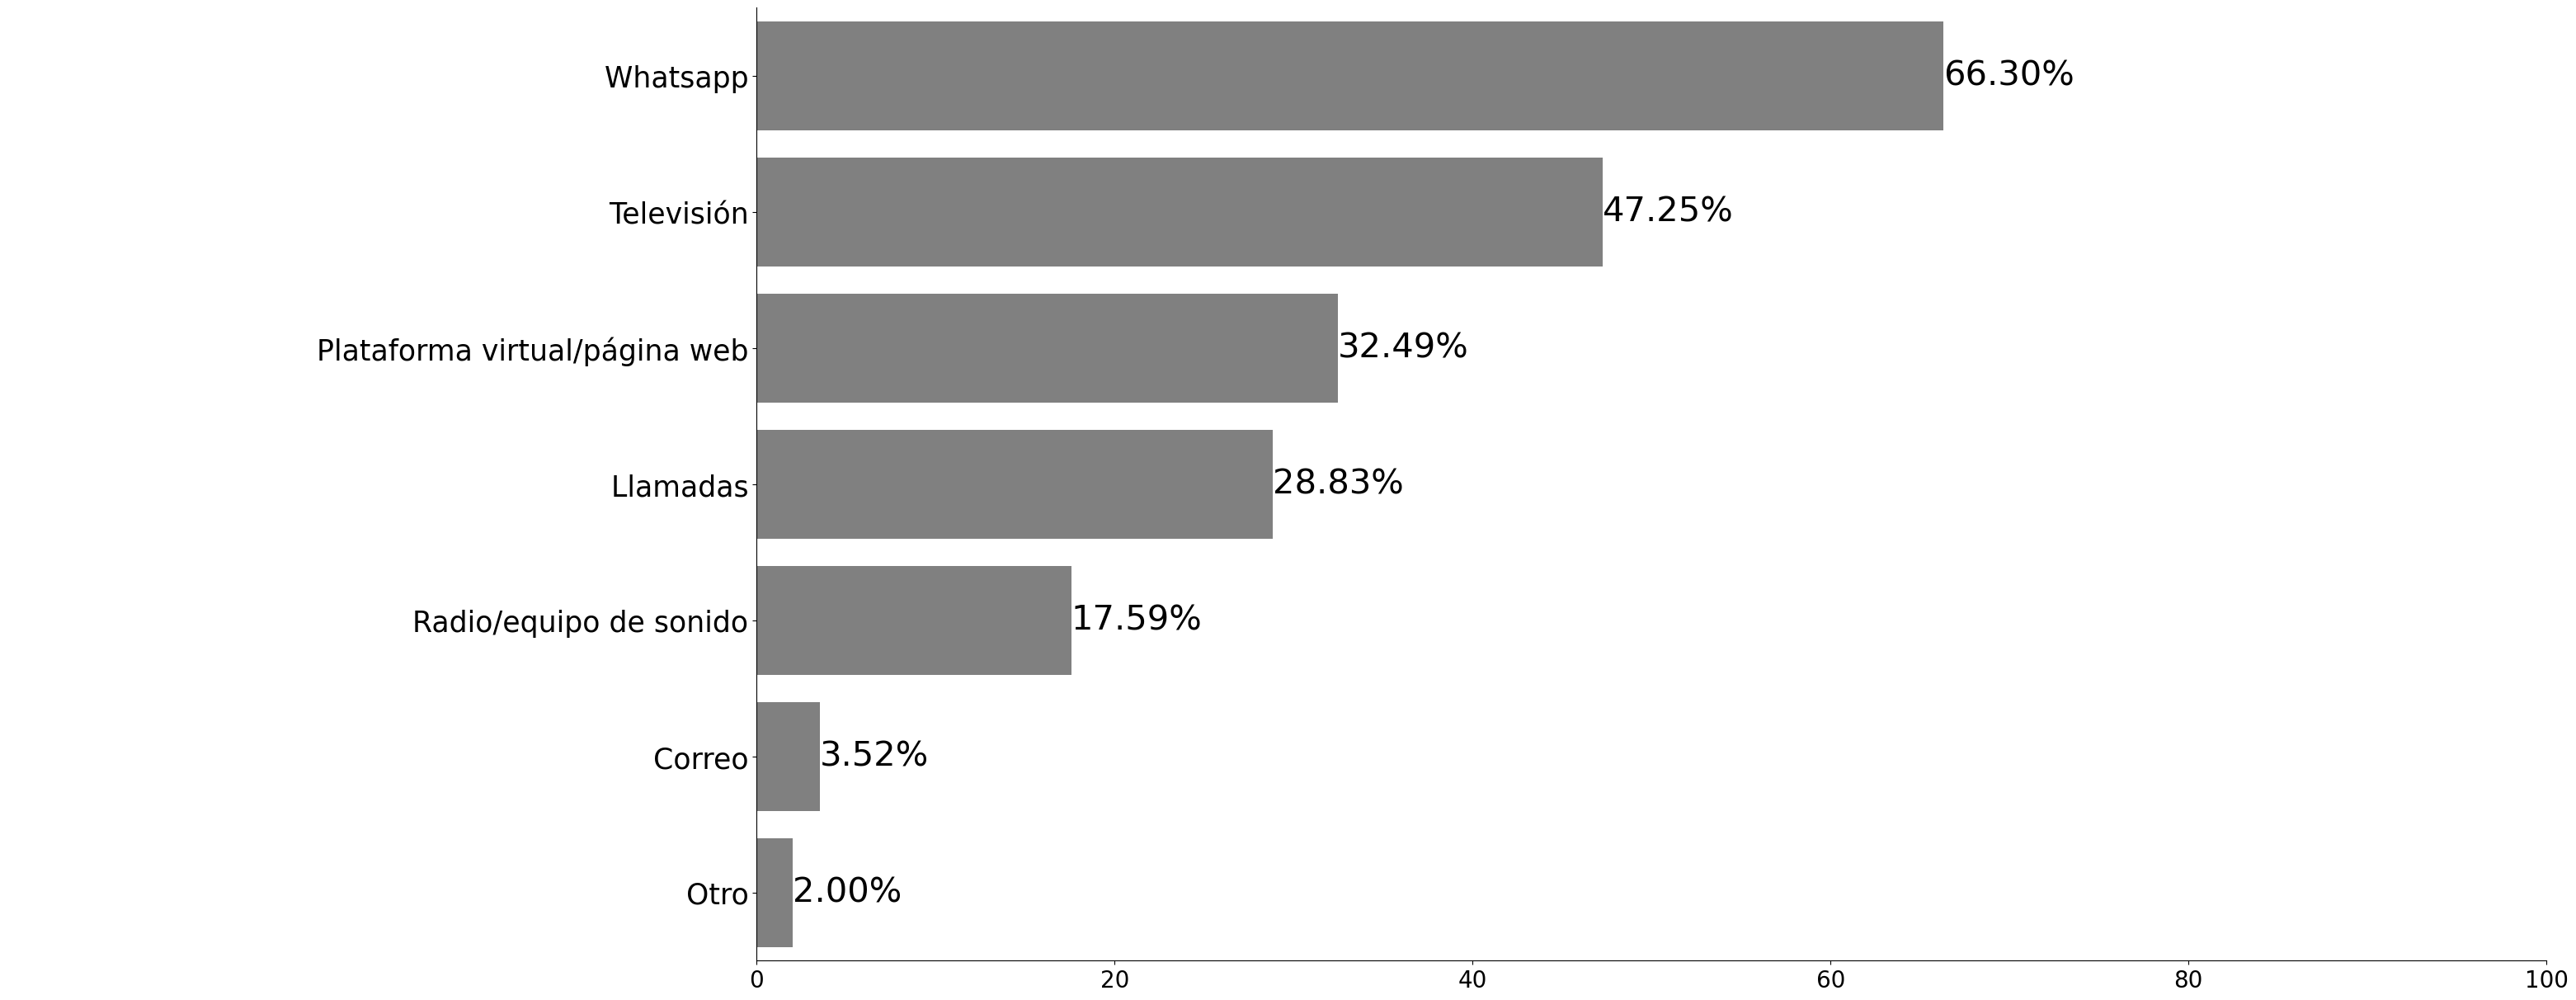 Whatsapp 66.30%
Televisión 47.25%
Plataforma virtual/página web 32.49%
Llamadas 28.83%
Radio/equipo de sonido 17.59%
Correo 3.52%
Otro 2.00%
0 20 40 60 80 100